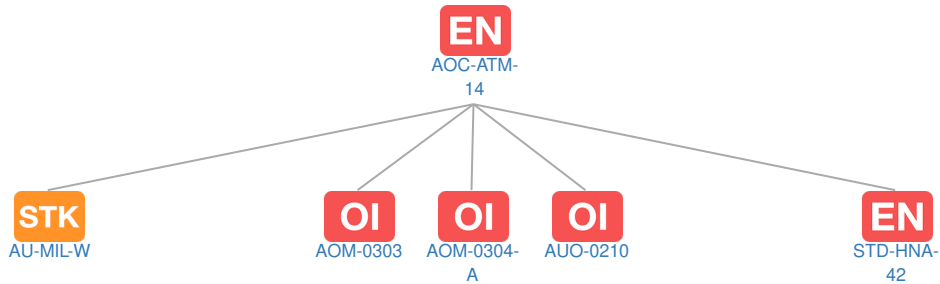 EN
AOC-ATM-
14
STK
AU-MIL-W
OI
AOM-0303
OI
AOM-0304-
A
OI
AUO-0210
EN
STD-HNA-
42